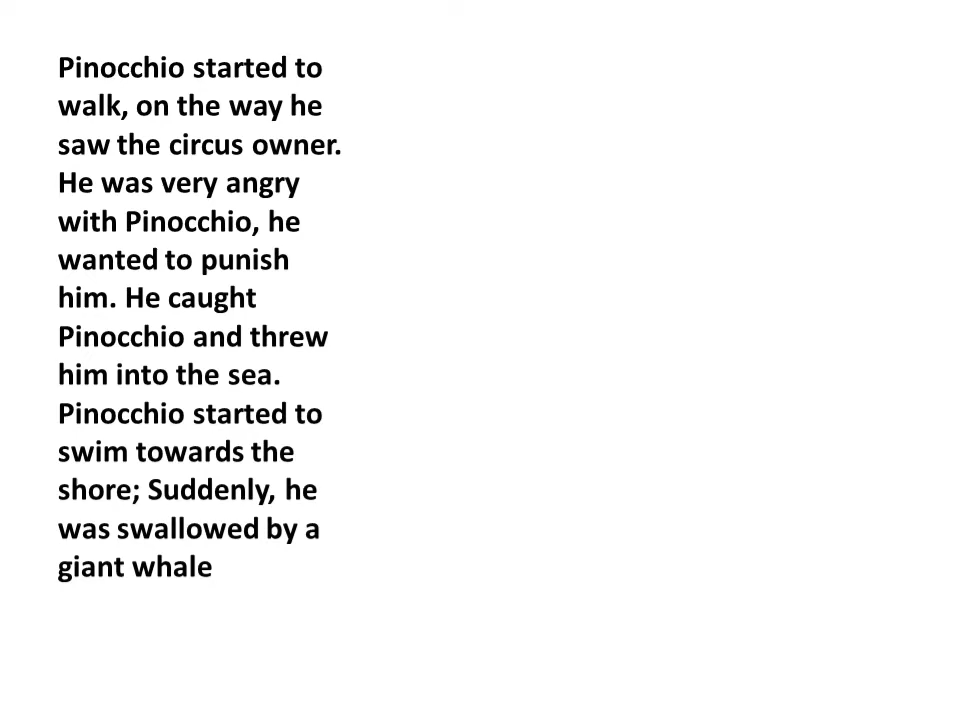 Pinocchio started to
walk, on the way he
saw the circus owner.
He was very angry
with Pinocchio, he
wanted to punish
him. He caught
Pinocchio and threw
him into the sea.
Pinocchio started to
swim towards the
shore; Suddenly, he
was swallowed by a
giant whale